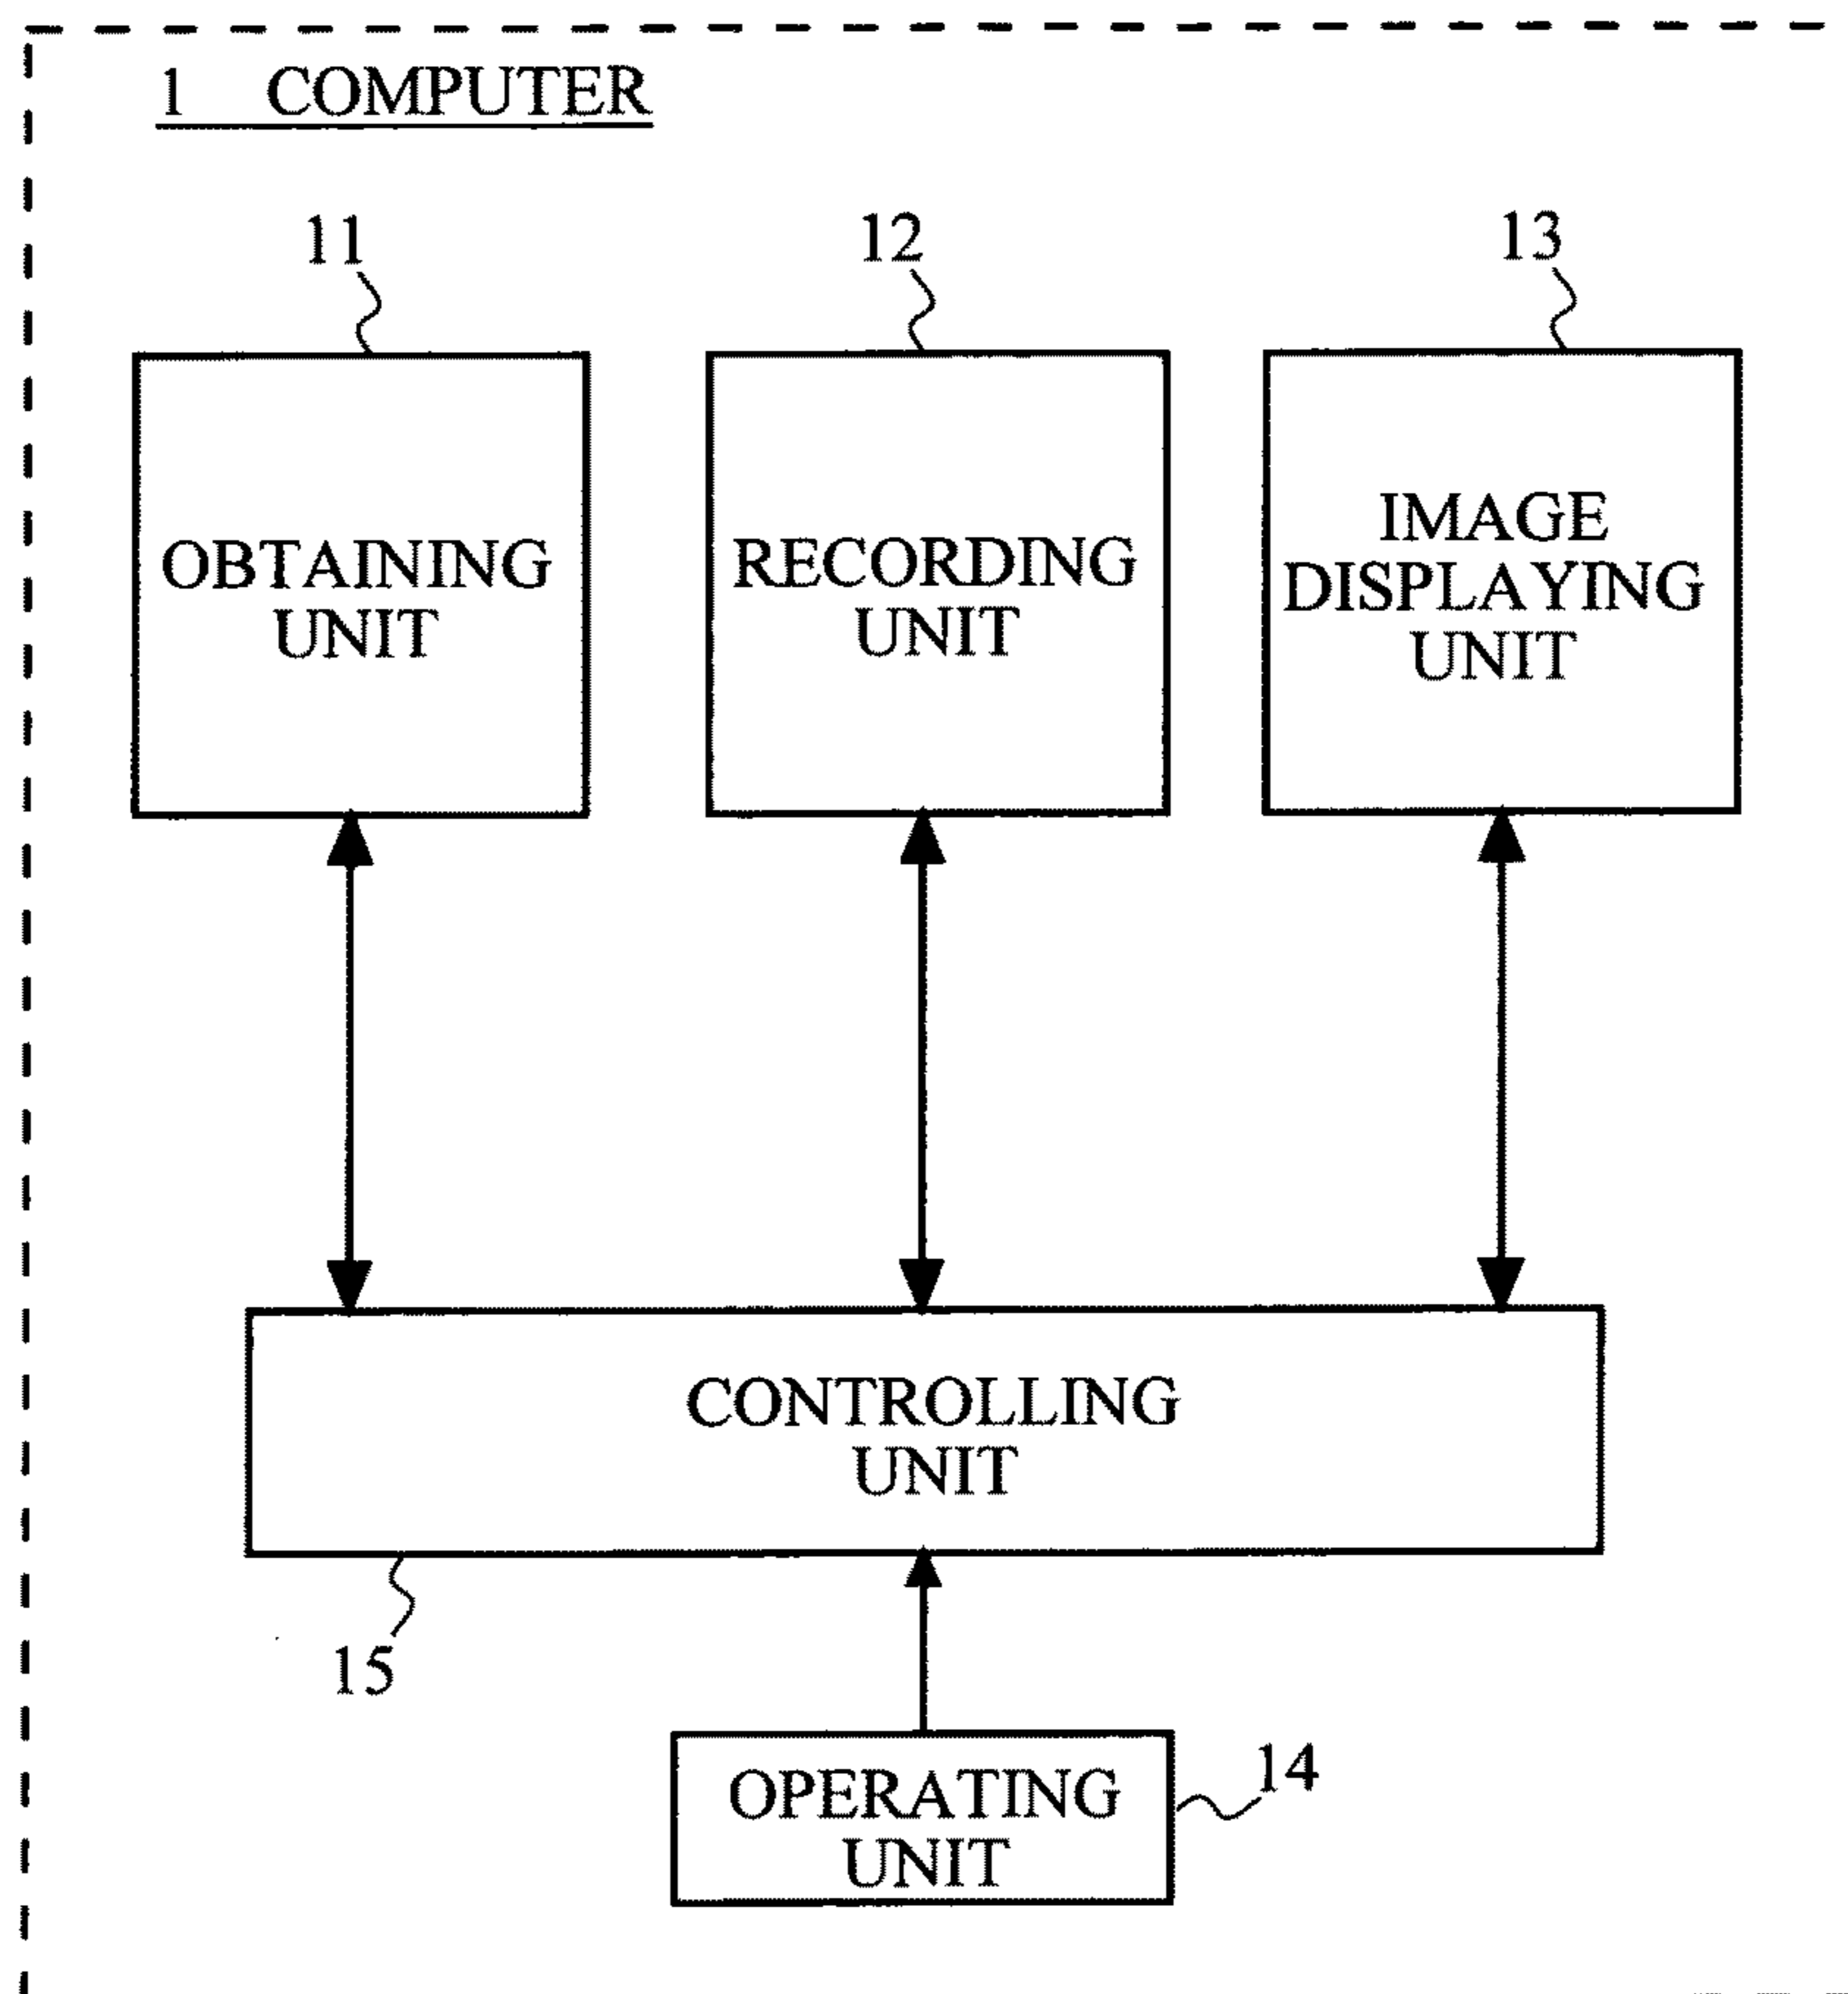 1 COMPUTER
11
12
13
OBTAINING
UNIT
RECORDING
UNIT
IMAGE
DISPLAYING
UNIT
CONTROLLING
UNIT
15
OPERATING
UNIT
14